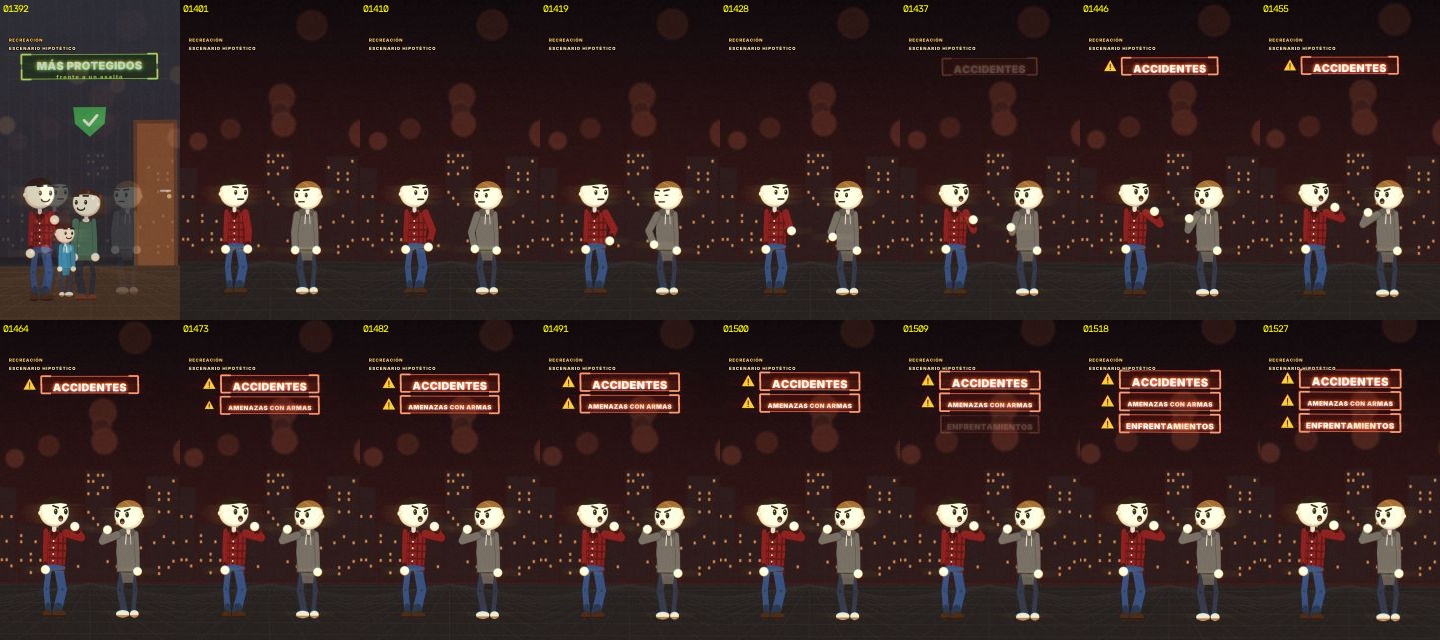 01392
RECREACIÓN
ESCENARIO HIPOTÉTICO
MÁS PROTEGIDOS
frente a un asalto
01401
RECREACIÓN
ESCENARIO HIPOTÉTICO
01410
RECREACIÓN
ESCENARIO HIPOTÉTICO
01419
RECREACIÓN
ESCENARIO HIPOTÉTICO
01428
RECREACIÓN
ESCENARIO HIPOTÉTICO
01437
RECREACIÓN
ESCENARIO HIPOTÉTICO
ACCIDENTES
01446
RECREACIÓN
ESCENARIO HIPOTÉTICO
ACCIDENTES
01455
RECREACIÓN
ESCENARIO HIPOTÉTICO
ACCIDENTES
01464
RECREACIÓN
ESCENARIO HIPOTÉTICO
ACCIDENTES
01473
RECREACIÓN
ESCENARIO HIPOTÉTICO
ACCIDENTES
AMENAZAS CON ARMAS
01482
RECREACIÓN
ESCENARIO HIPOTÉTICO
ACCIDENTES
AMENAZAS CON ARMAS
01491
RECREACIÓN
ESCENARIO HIPOTÉTICO
ACCIDENTES
AMENAZAS CON ARMAS
01500
RECREACIÓN
ESCENARIO HIPOTÉTICO
ACCIDENTES
AMENAZAS CON ARMAS
01509
RECREACIÓN
ESCENARIO HIPOTÉTICO
ACCIDENTES
AMENAZAS CON ARMAS
ENFRENTAMIENTOS
01518
RECREACIÓN
ESCENARIO HIPOTÉTICO
ACCIDENTES
AMENAZAS CON ARMAS
ENFRENTAMIENTOS
01527
RECREACIÓN
ESCENARIO HIPOTÉTICO
ACCIDENTES
AMENAZAS CON ARMAS
ENFRENTAMIENTOS